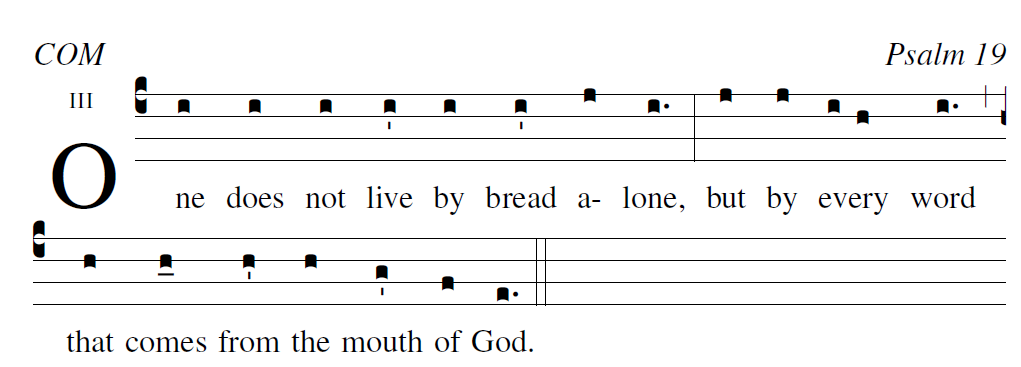 COM Psalm 19
III
One does not live by bread a- lone, but by every word
that comes from the mouth of God.